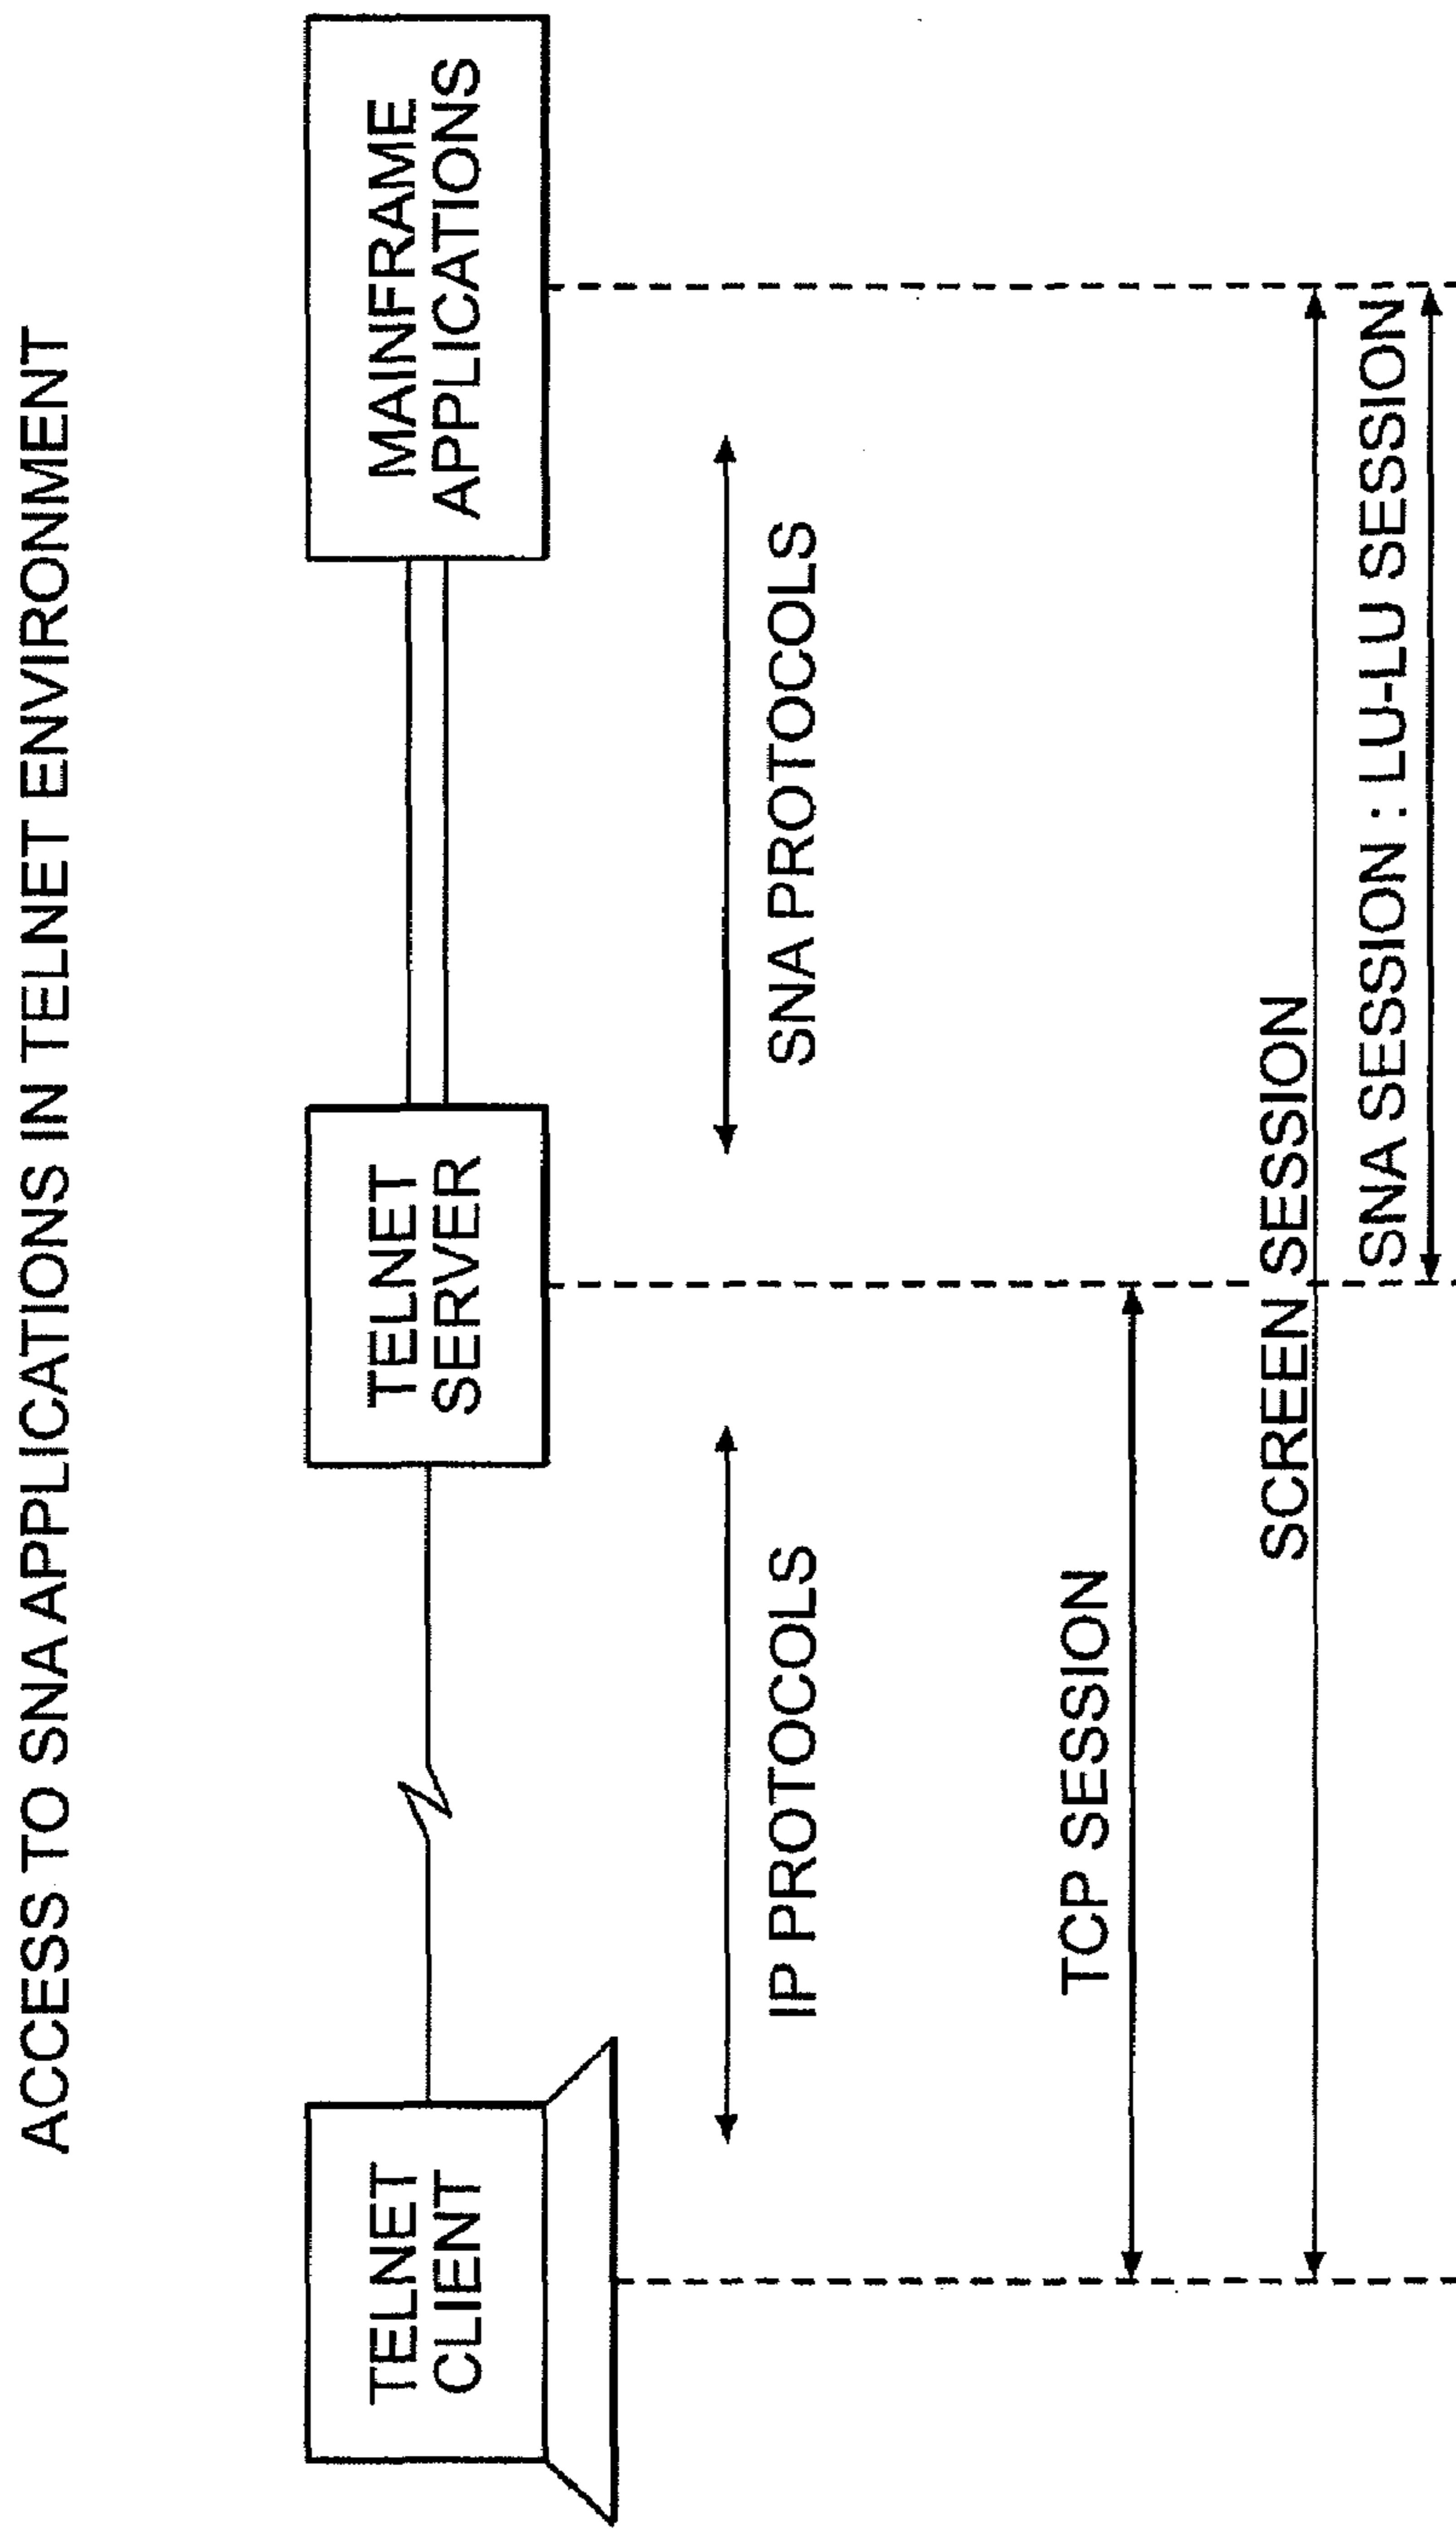 ACCESS TO SNA APPLICATIONS IN TELNET ENVIRONMENT
TELNET
CLIENT
TELNET
SERVER
MAINFRAME
APPLICATIONS
IP PROTOCOLS
SNA PROTOCOLS
TCP SESSION
SCREEN SESSION
SNA SESSION : LU-LU SESSION